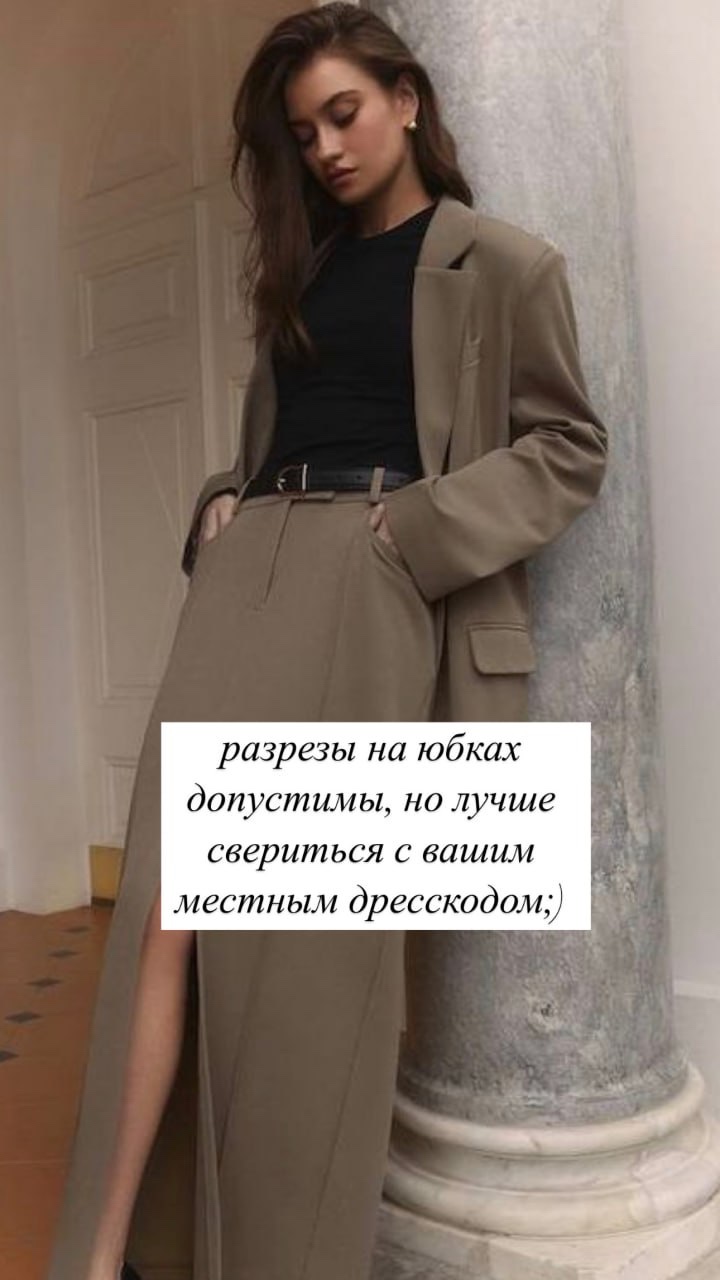 разрезы на юбках
допустимы, но лучше
свериться с вашим
местным дресскодом;)